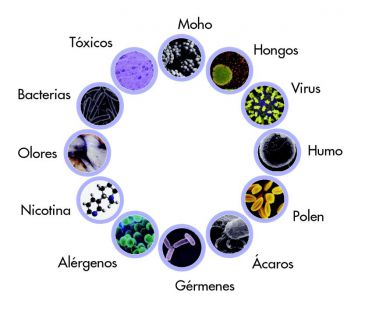 Moho
Hongos
Virus
Humo
Polen
Ácaros
Gérmenes
Alérgenos
Nicotina
Olores
Bacterias
Tóxicos